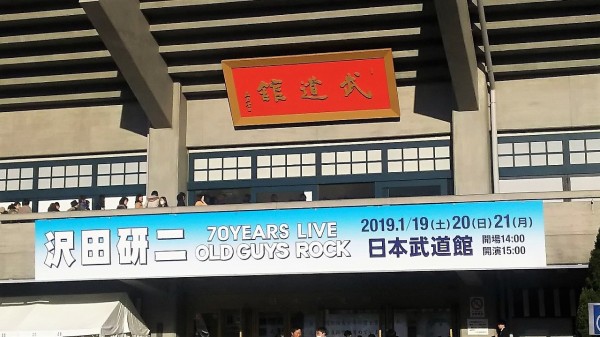 武道館
沢田研二
70YEARS LIVE
OLD GUYS ROCK
2019.1/19(土)20(日)21(月)
日本武道館
開場14:00
開演15:00